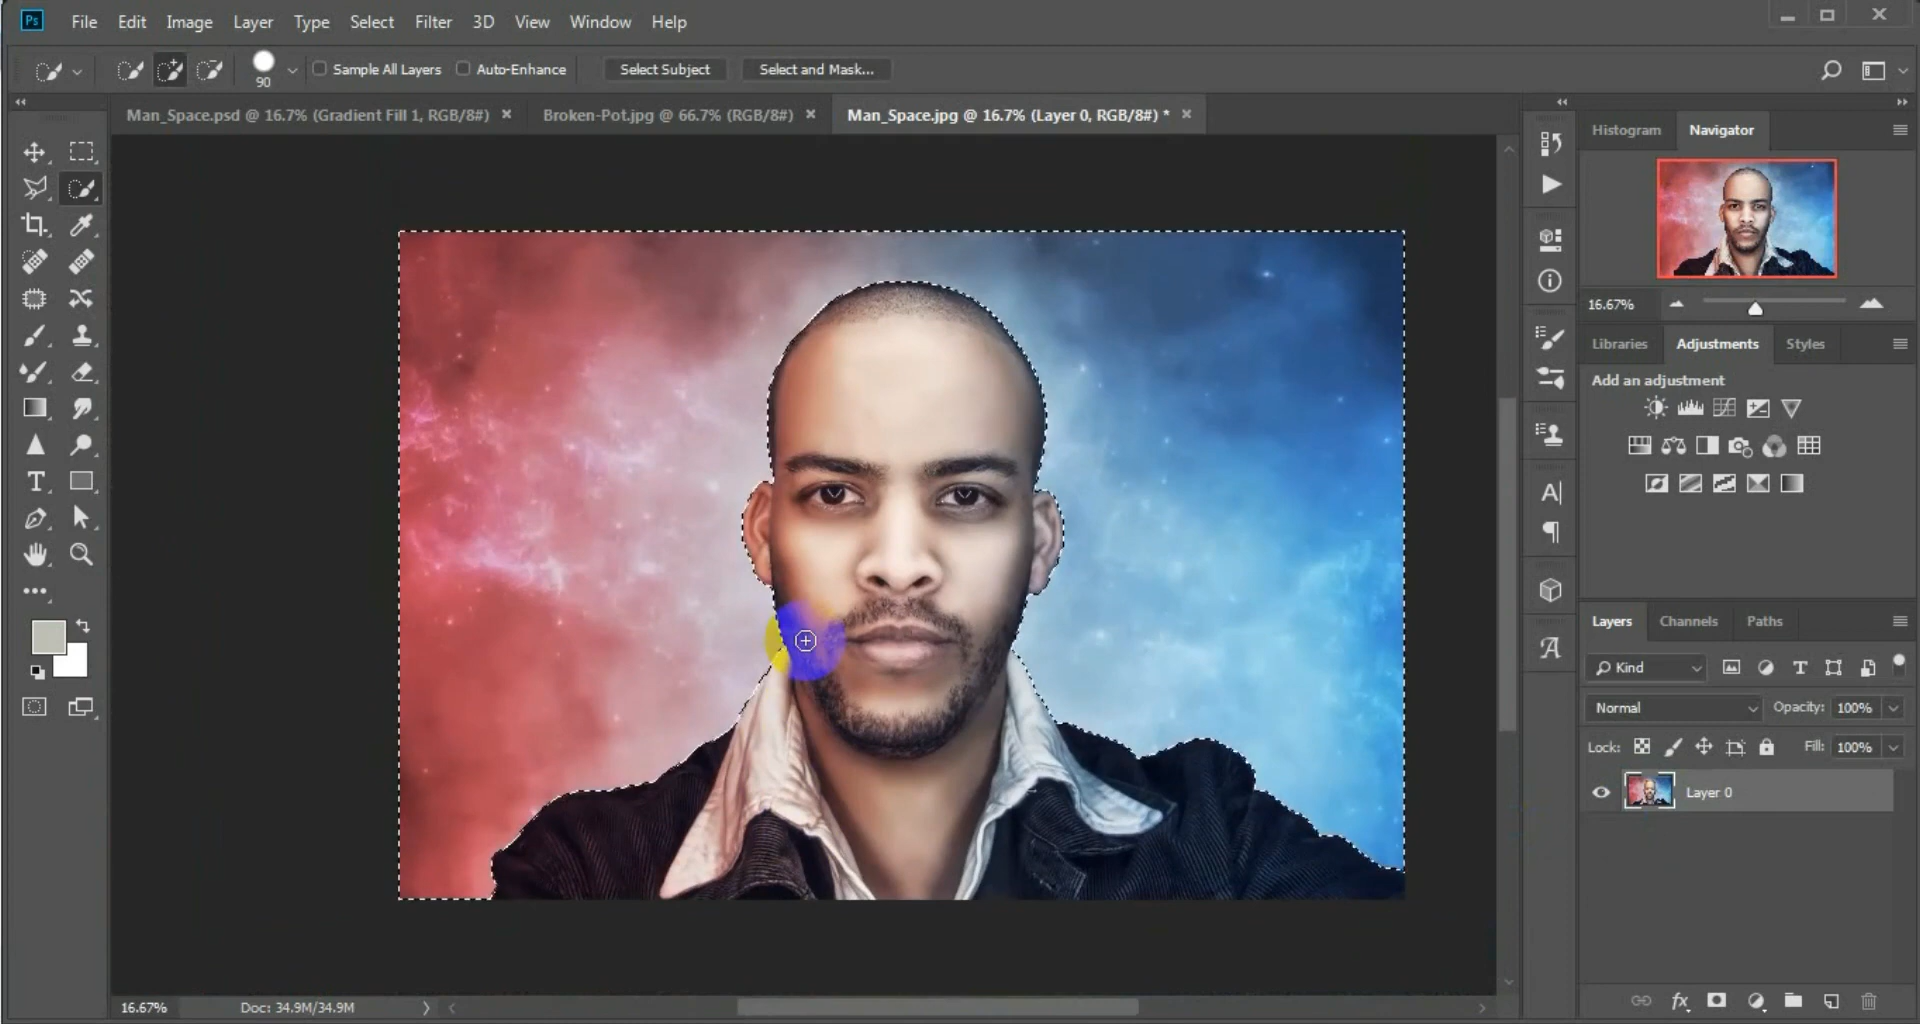 Ps File Edit Image Layer Type Select Filter 3D View Window Help
90 Sample All Layers Auto-Enhance Select Subject Select and Mask...
Man_Space.psd @ 16.7% (Gradient Fill 1, RGB/8#) × Broken-Pot.jpg @ 66.7% (RGB/8#) × Man_Space.jpg @ 16.7% (Layer 0, RGB/8#) * ×
Histogram Navigator
16.67%
Libraries Adjustments Styles
Add an adjustment
Layers Channels Paths
Kind
Normal Opacity: 100%
Lock: Fill: 100%
Layer 0
16.67% Doc: 34.9M/34.9M
fx